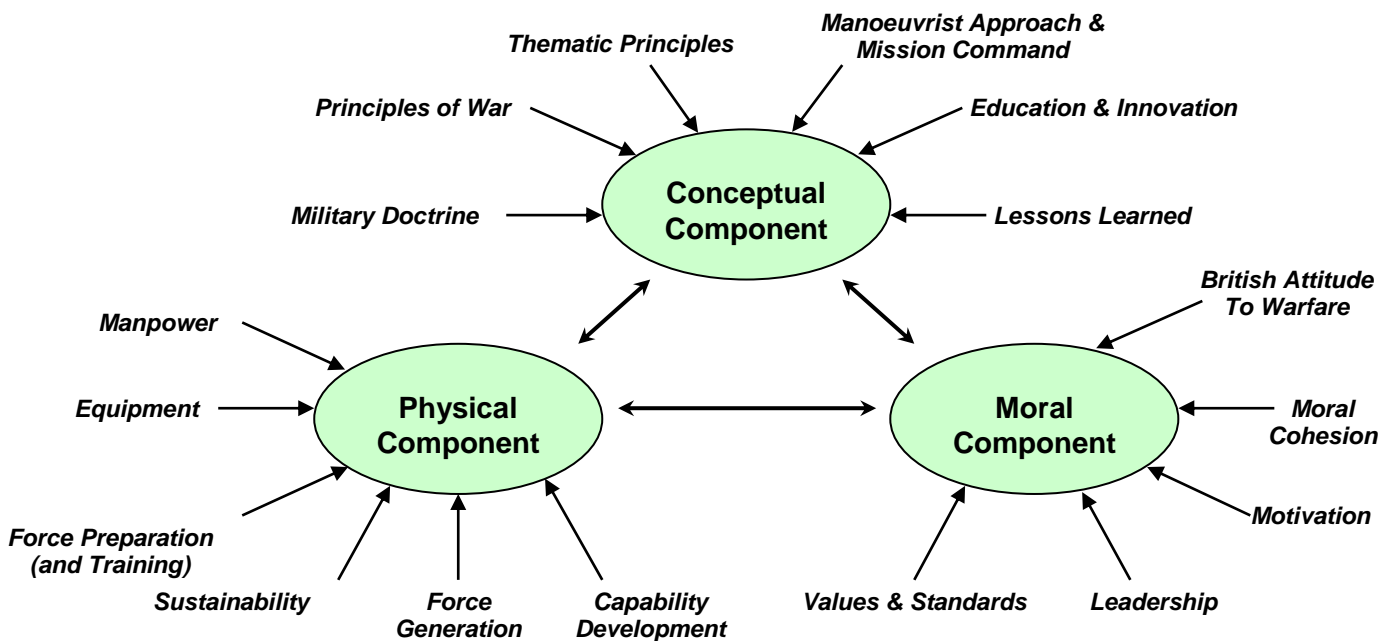 Manoeuvrist Approach &
Mission Command
Thematic Principles
Principles of War
Education & Innovation
Conceptual
Component
Military Doctrine
Lessons Learned
British Attitude
To Warfare
Manpower
Equipment
Physical
Component
Moral
Component
Moral
Cohesion
Motivation
Force Preparation
(and Training)
Sustainability
Force
Generation
Capability
Development
Values & Standards
Leadership